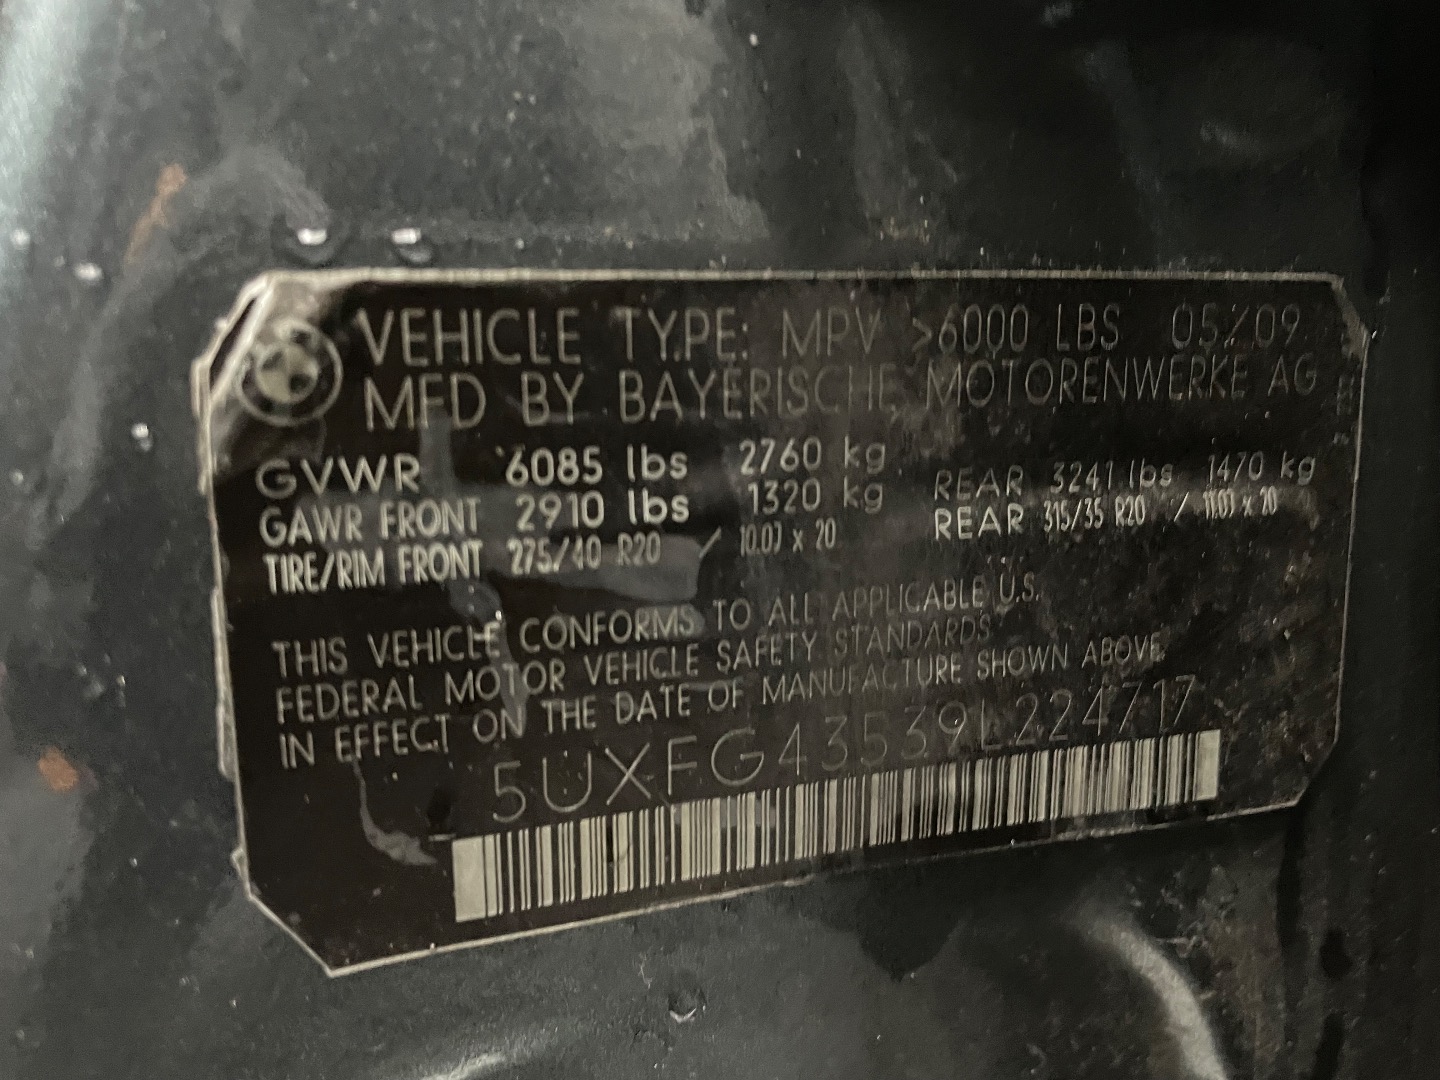 VEHICLE TYPE: MPV >6000 LBS 05/09
MFD BY BAYERISCHE MOTORENWERKE AG
GVWR 6085 lbs 2760 kg
GAWR FRONT 2910 lbs 1320 kg REAR 3241 lbs 1470 kg
TIRE/RIM FRONT 275/40 R20 / 10.0J x 20 REAR 315/35 R20 / 11.0J x 20
THIS VEHICLE CONFORMS TO ALL APPLICABLE U.S.
FEDERAL MOTOR VEHICLE SAFETY STANDARDS
IN EFFECT ON THE DATE OF MANUFACTURE SHOWN ABOVE.
5UXFG43539L224717